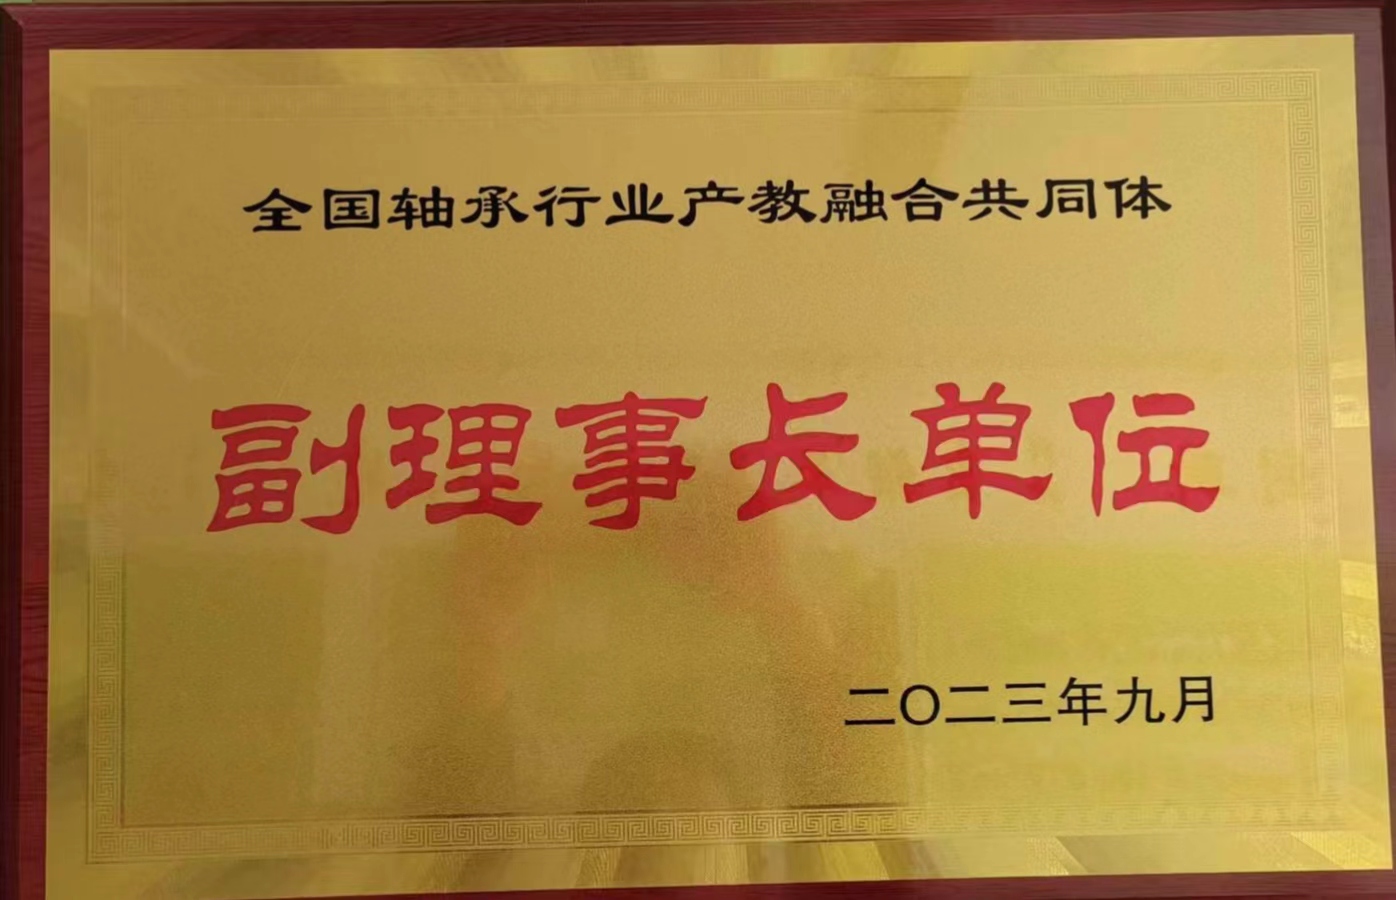 全国轴承行业产教融合共同体
副理事长单位
二〇二三年九月